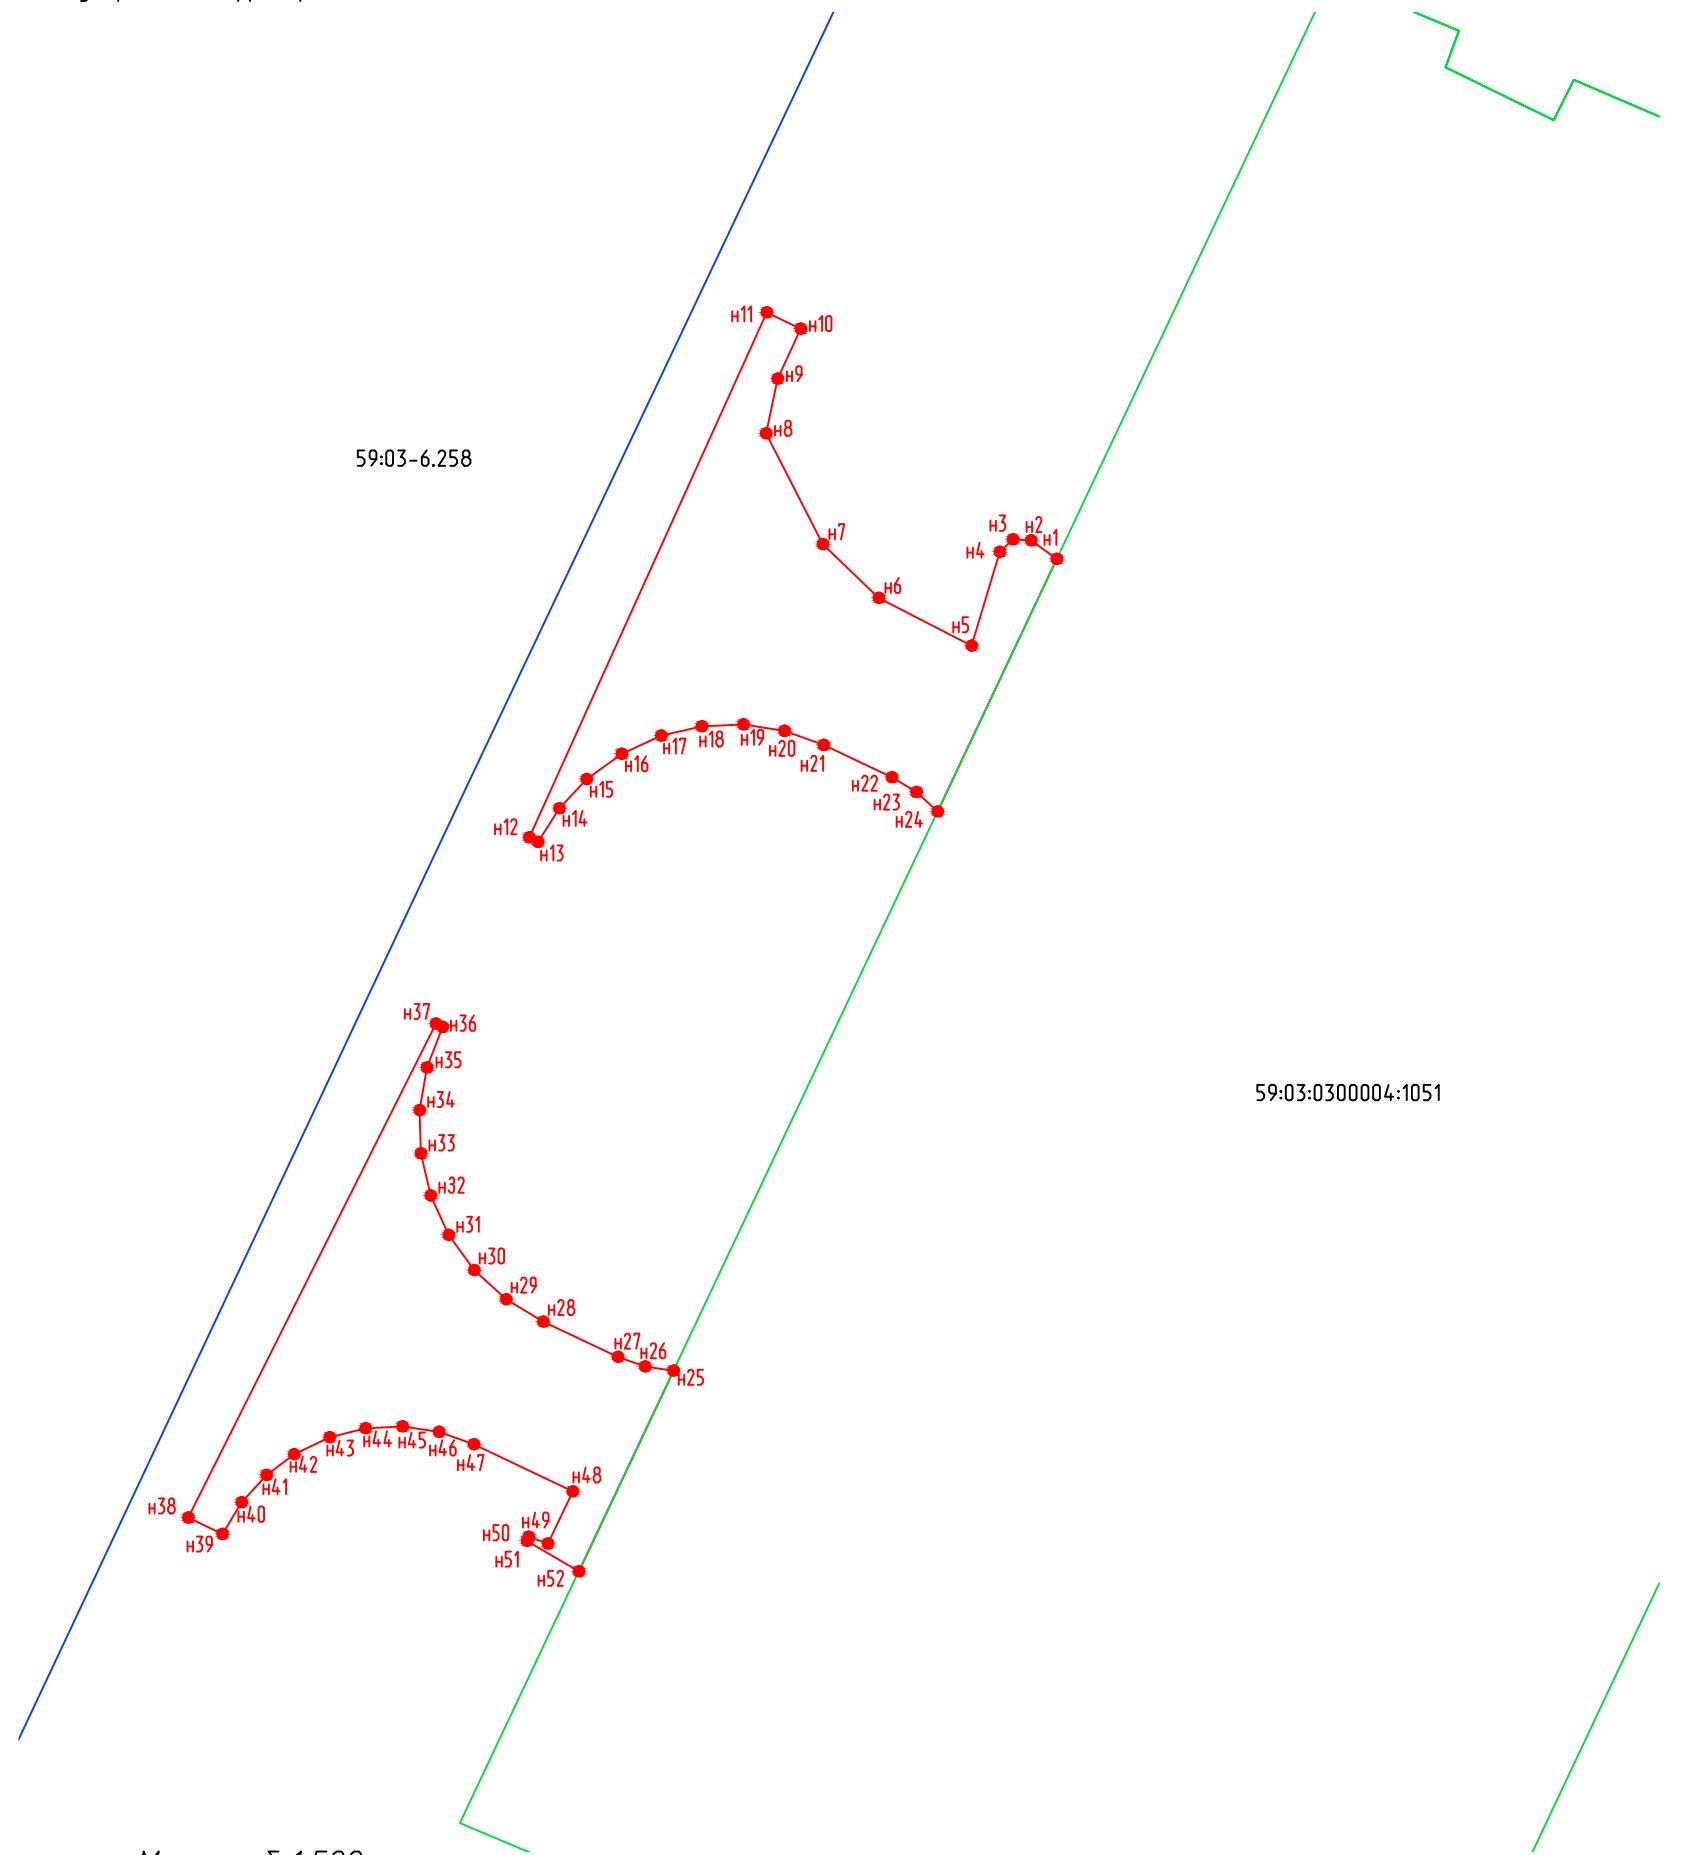 н11
н10
н9
59:03-6.258
н8
н3
н2
н7
н1
н4
н6
н5
н19
н18
н17
н20
н21
н16
н22
н15
н23
н14
н24
н12
н13
н37
н36
н35
59:03:0300004:1051
н34
н33
н32
н31
н30
н29
н28
н27
н26
н25
н44
н45
н43
н46
н42
н47
н48
н41
н38
н40
н49
н50
н39
н51
н52